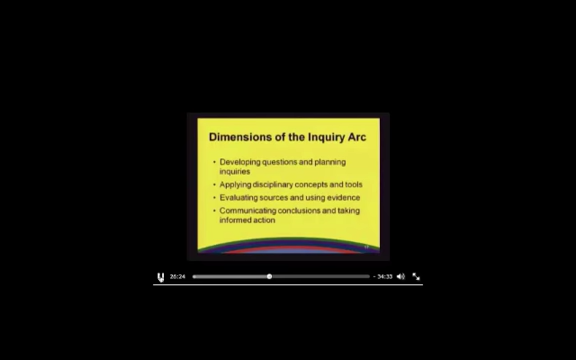 Dimensions of the Inquiry Arc
• Developing questions and planning
inquiries
• Applying disciplinary concepts and tools
• Evaluating sources and using evidence
• Communicating conclusions and taking
informed action
26:24
- 34:33